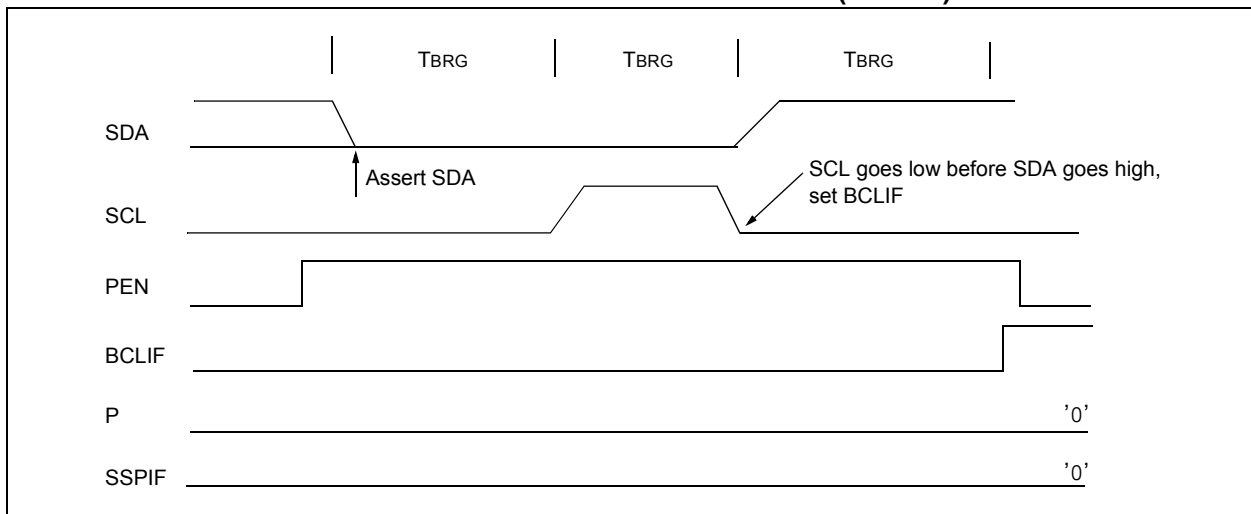 TBRG TBRG TBRG
SDA
Assert SDA
SCL goes low before SDA goes high,
set BCLIF
SCL
PEN
BCLIF
P '0'
SSPIF '0'